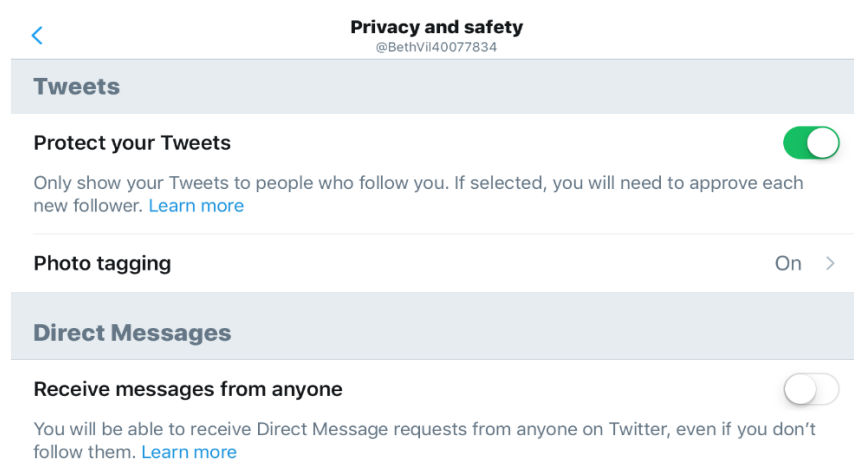 Privacy and safety
@BethVil40077834
Tweets
Protect your Tweets
Only show your Tweets to people who follow you. If selected, you will need to approve each
new follower. Learn more
Photo tagging On
Direct Messages
Receive messages from anyone
You will be able to receive Direct Message requests from anyone on Twitter, even if you don’t
follow them. Learn more